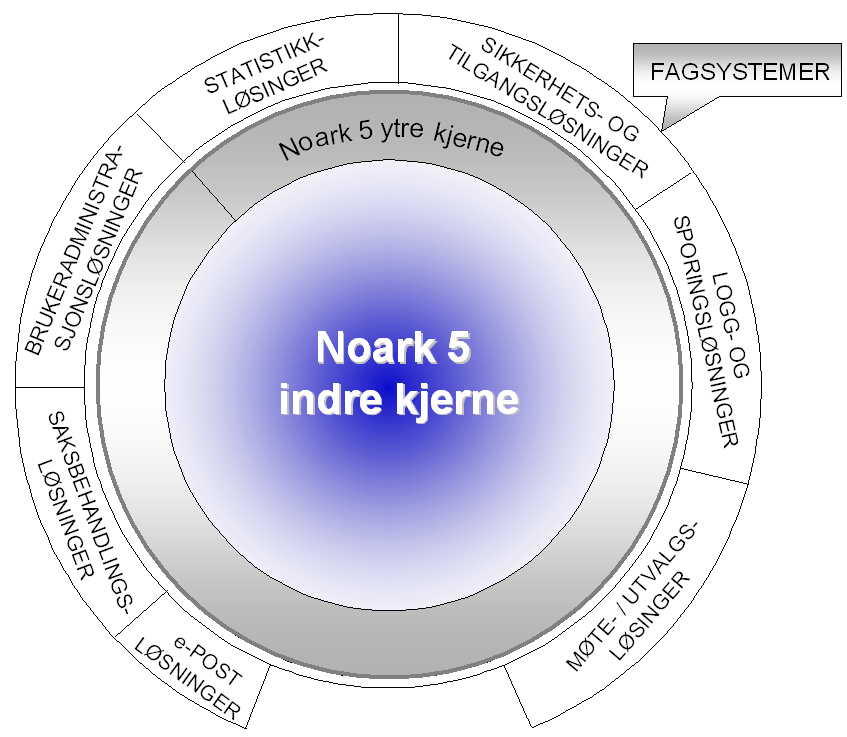 STATISTIKK-
LØSINGER
SIKKERHETS- OG
TILGANGSLØSNINGER
FAGSYSTEMER
Noark 5 ytre kjerne
BRUKERADMINISTRA-
SJONSLØSNINGER
LOGG- OG
SPORINGSLØSNINGER
Noark 5
indre kjerne
SAKSBEHANDLINGS-
LØSNINGER
MØTE- / UTVALGS-
LØSINGER
e-POST
LØSNINGER